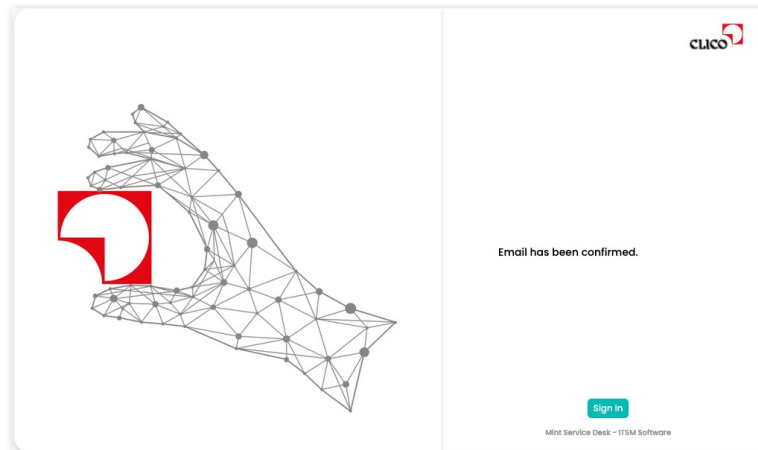 CLICO
Email has been confirmed.
Sign In
Mint Service Desk - ITSM Software